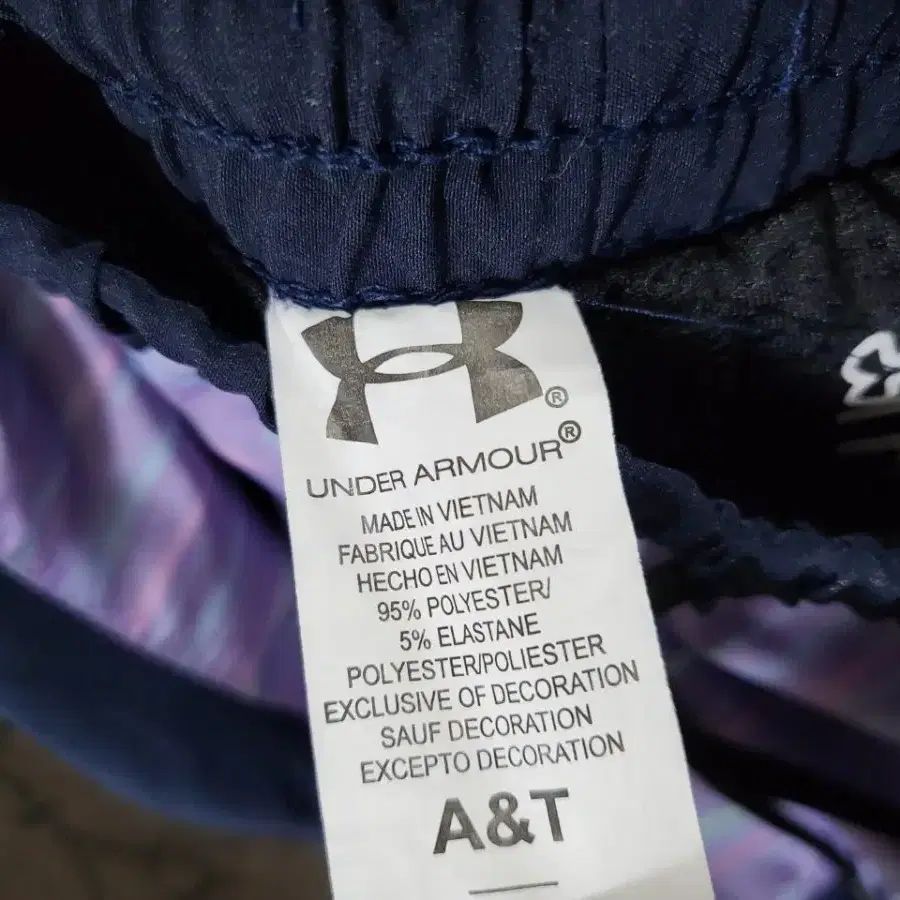 ®
UNDER ARMOUR®
MADE IN VIETNAM
FABRIQUE AU VIETNAM
HECHO EN VIETNAM
95% POLYESTER/
5% ELASTANE
POLYESTER/POLIESTER
EXCLUSIVE OF DECORATION
SAUF DECORATION
EXCEPTO DECORATION
A&T